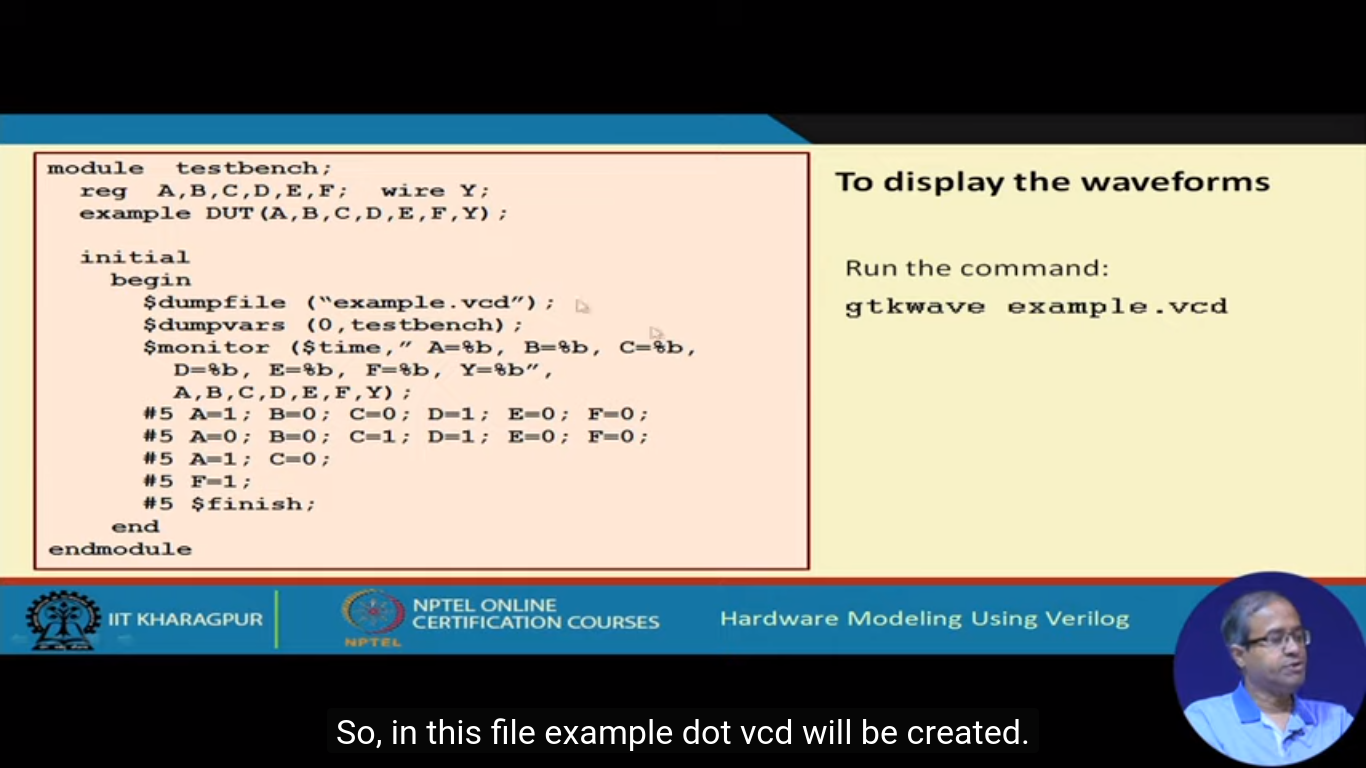 module testbench;
reg A,B,C,D,E,F; wire Y;
example DUT(A,B,C,D,E,F,Y);
initial
begin
$dumpfile (“example.vcd”);
$dumpvars (0,testbench);
$monitor ($time,” A=%b, B=%b, C=%b,
D=%b, E=%b, F=%b, Y=%b”,
A,B,C,D,E,F,Y);
#5 A=1; B=0; C=0; D=1; E=0; F=0;
#5 A=0; B=0; C=1; D=1; E=0; F=0;
#5 A=1; C=0;
#5 F=1;
#5 $finish;
end
endmodule
To display the waveforms
Run the command:
gtkwave example.vcd
IIT KHARAGPUR
NPTEL
NPTEL ONLINE
CERTIFICATION COURSES
Hardware Modeling Using Verilog
So, in this file example dot vcd will be created.